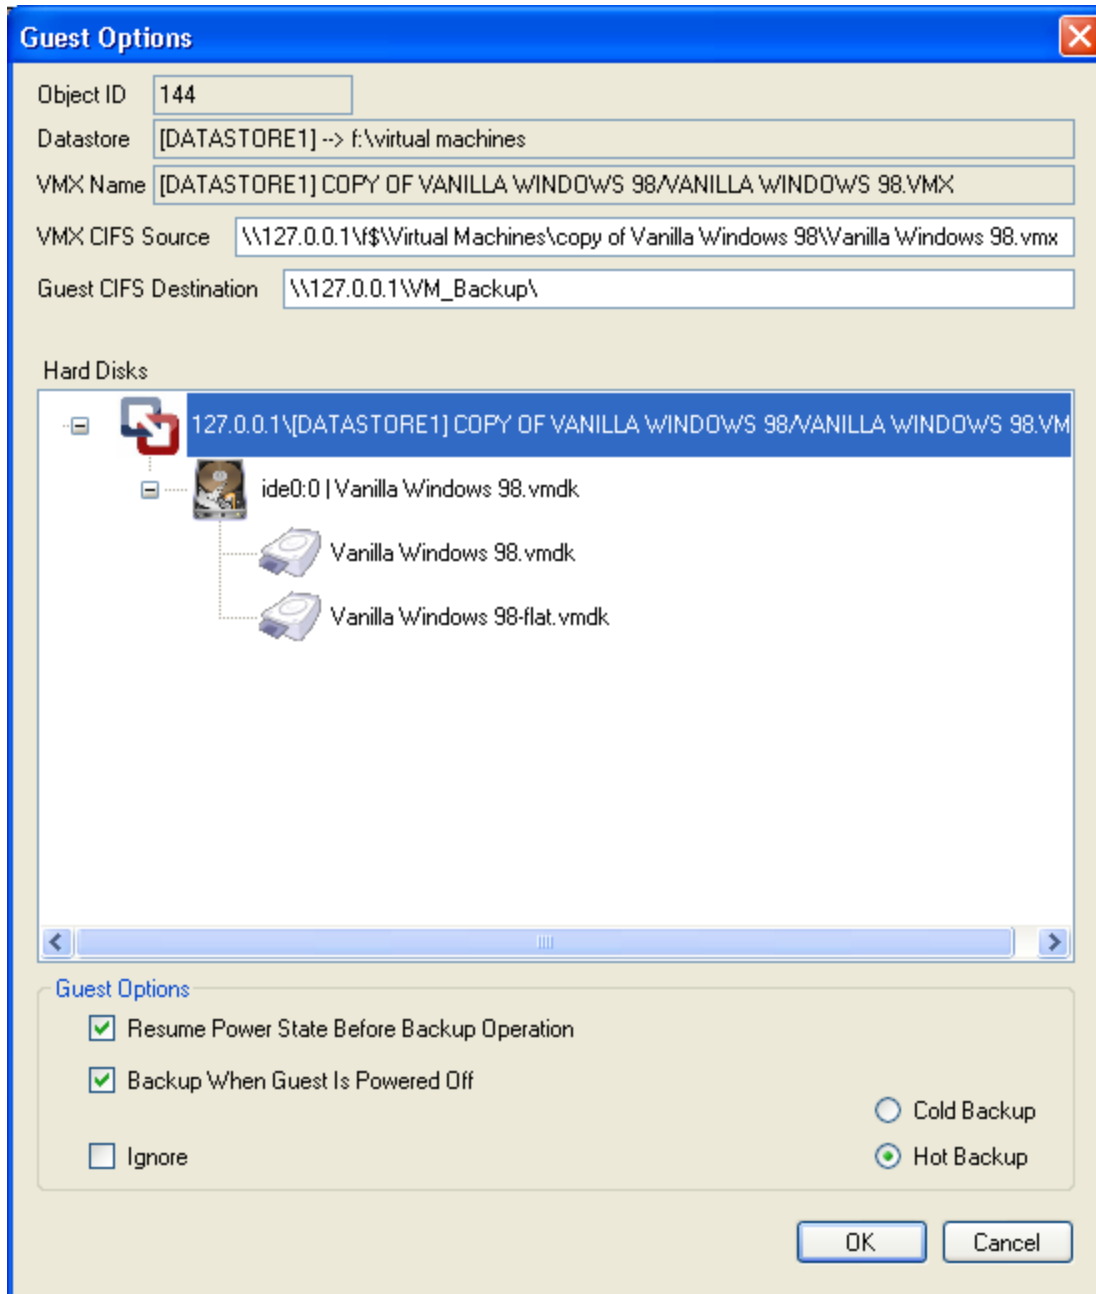 Guest Options
Object ID 144
Datastore [DATASTORE1] --> f:\virtual machines
VMX Name [DATASTORE1] COPY OF VANILLA WINDOWS 98/VANILLA WINDOWS 98.VMX
VMX CIFS Source \\127.0.0.1\f$\Virtual Machines\copy of Vanilla Windows 98\Vanilla Windows 98.vmx
Guest CIFS Destination \\127.0.0.1\VM_Backup\
Hard Disks
127.0.0.1\[DATASTORE1] COPY OF VANILLA WINDOWS 98/VANILLA WINDOWS 98.VM
ide0:0 | Vanilla Windows 98.vmdk
Vanilla Windows 98.vmdk
Vanilla Windows 98-flat.vmdk
Guest Options
Resume Power State Before Backup Operation
Backup When Guest Is Powered Off
Cold Backup
Ignore Hot Backup
OK Cancel